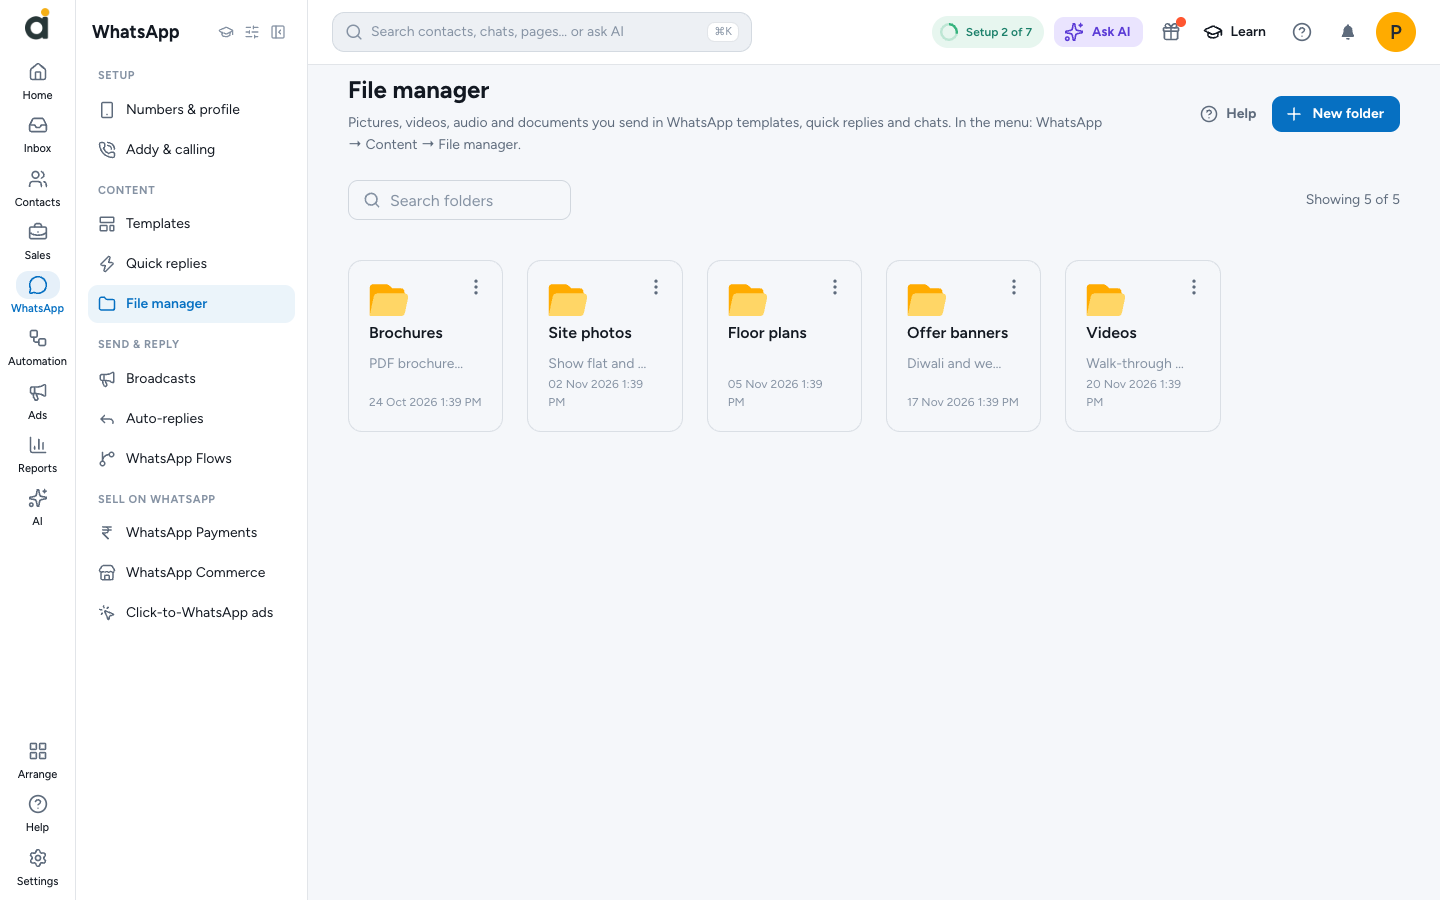 WhatsApp
Search contacts, chats, pages... or ask AI
⌘K
Setup 2 of 7
Ask AI
Learn
P
Home
Inbox
Contacts
Sales
WhatsApp
Automation
Ads
Reports
AI
Arrange
Help
Settings
SETUP
Numbers & profile
Addy & calling
CONTENT
Templates
Quick replies
File manager
SEND & REPLY
Broadcasts
Auto-replies
WhatsApp Flows
SELL ON WHATSAPP
WhatsApp Payments
WhatsApp Commerce
Click-to-WhatsApp ads
File manager
Pictures, videos, audio and documents you send in WhatsApp templates, quick replies and chats. In the menu: WhatsApp
→ Content → File manager.
Help
New folder
Search folders
Showing 5 of 5
Brochures
PDF brochure...
24 Oct 2026 1:39 PM
Site photos
Show flat and ...
02 Nov 2026 1:39
PM
Floor plans
05 Nov 2026 1:39
PM
Offer banners
Diwali and we...
17 Nov 2026 1:39 PM
Videos
Walk-through ...
20 Nov 2026 1:39
PM